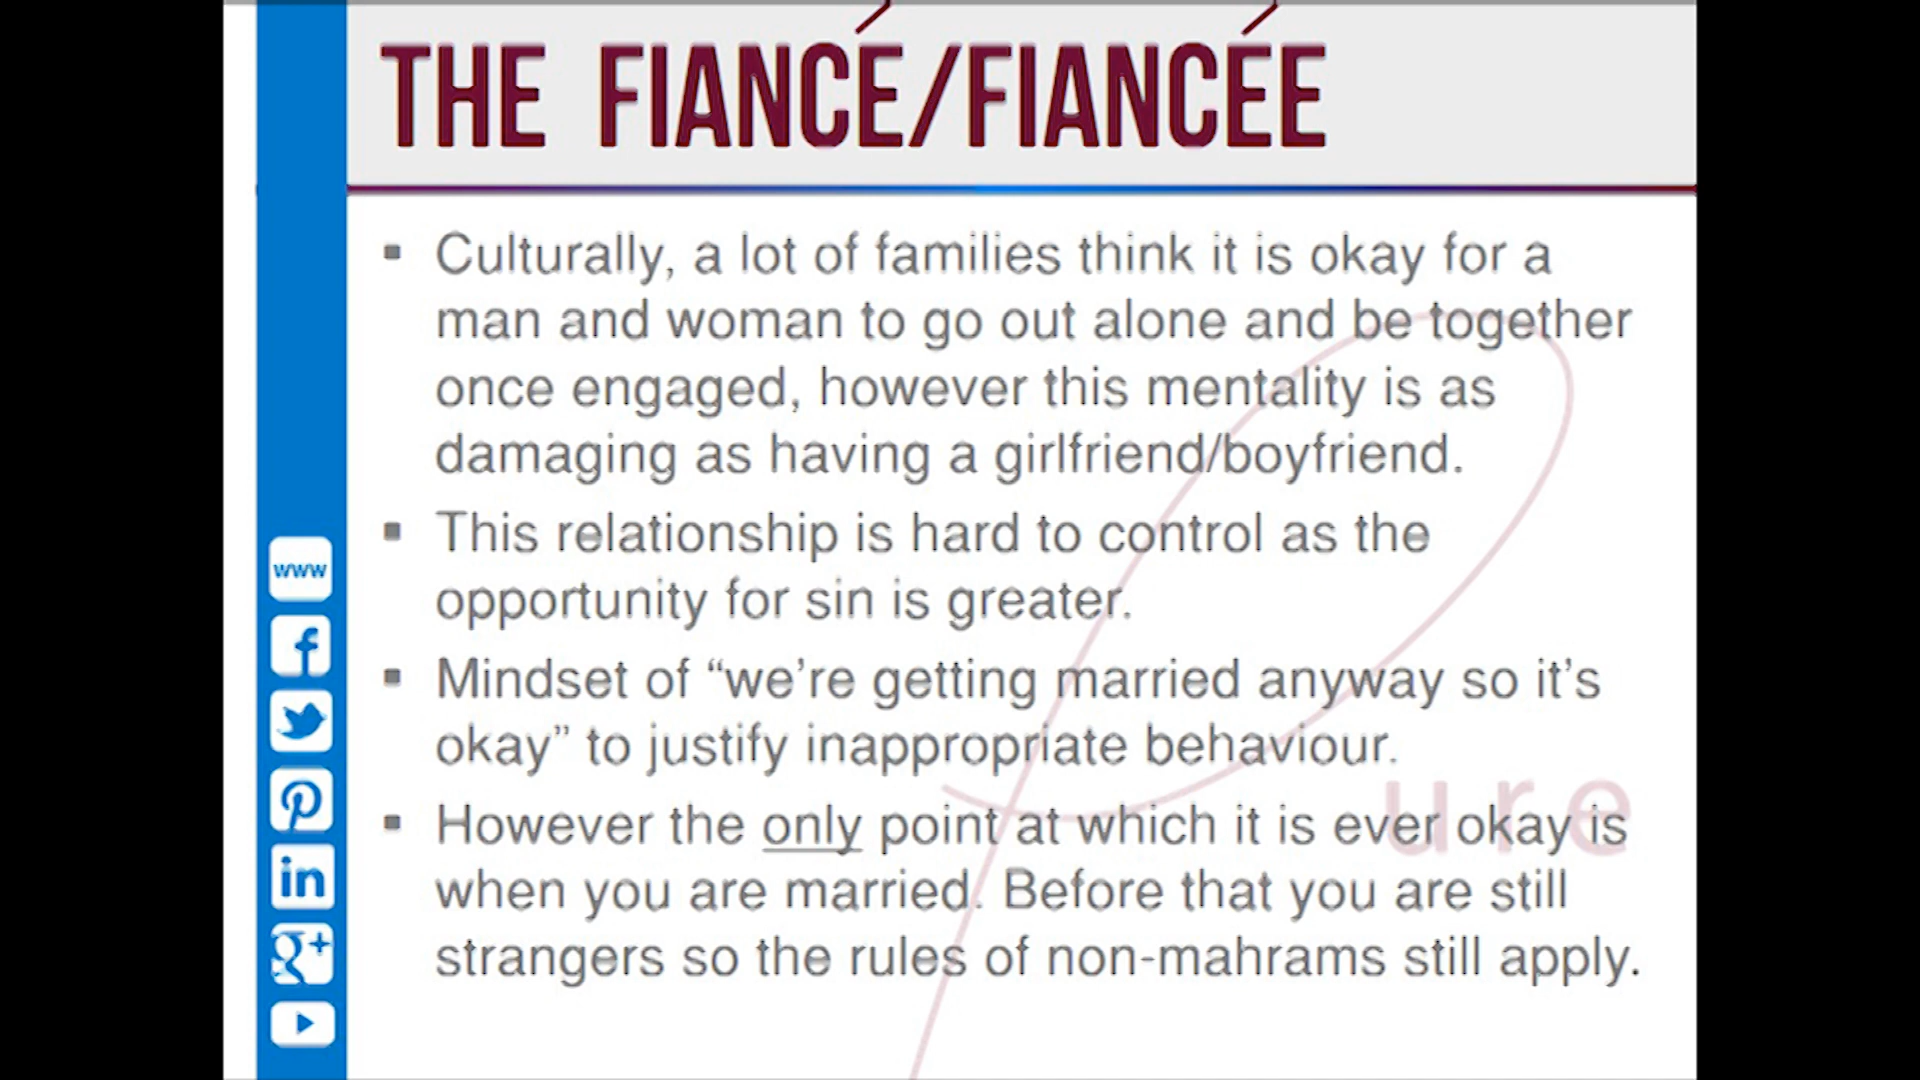 THE FIANCÉ/FIANCÉE
▪ Culturally, a lot of families think it is okay for a
man and woman to go out alone and be together
once engaged, however this mentality is as
damaging as having a girlfriend/boyfriend.
▪ This relationship is hard to control as the
opportunity for sin is greater.
▪ Mindset of “we’re getting married anyway so it’s
okay” to justify inappropriate behaviour.
▪ However the only point at which it is ever okay is
when you are married. Before that you are still
strangers so the rules of non-mahrams still apply.
www
f
in
g+
Pure